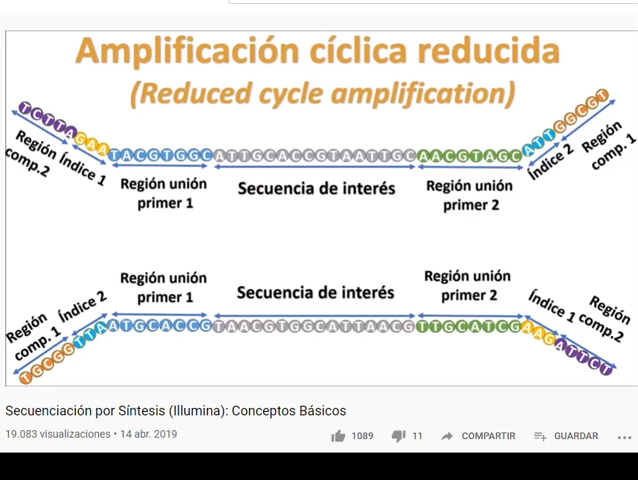 Amplificación cíclica reducida
(Reduced cycle amplification)
TCTTAGAATACGTGGCATTGCACCGTAATTGCAACGTAGCATTGGCGT
Región
comp.2
Índice 1
Región unión
primer 1
Secuencia de interés
Región unión
primer 2
Índice 2
Región
comp. 1
Región
comp. 1
Índice 2
Región unión
primer 1
Secuencia de interés
Región unión
primer 2
Índice 1
Región
comp.2
TGCGGTTAATGCACCGTAACGTGGCATTAACGTTGCATCGAAGATTCT
Secuenciación por Síntesis (Illumina): Conceptos Básicos
19.083 visualizaciones • 14 abr. 2019
1089
11
COMPARTIR
GUARDAR